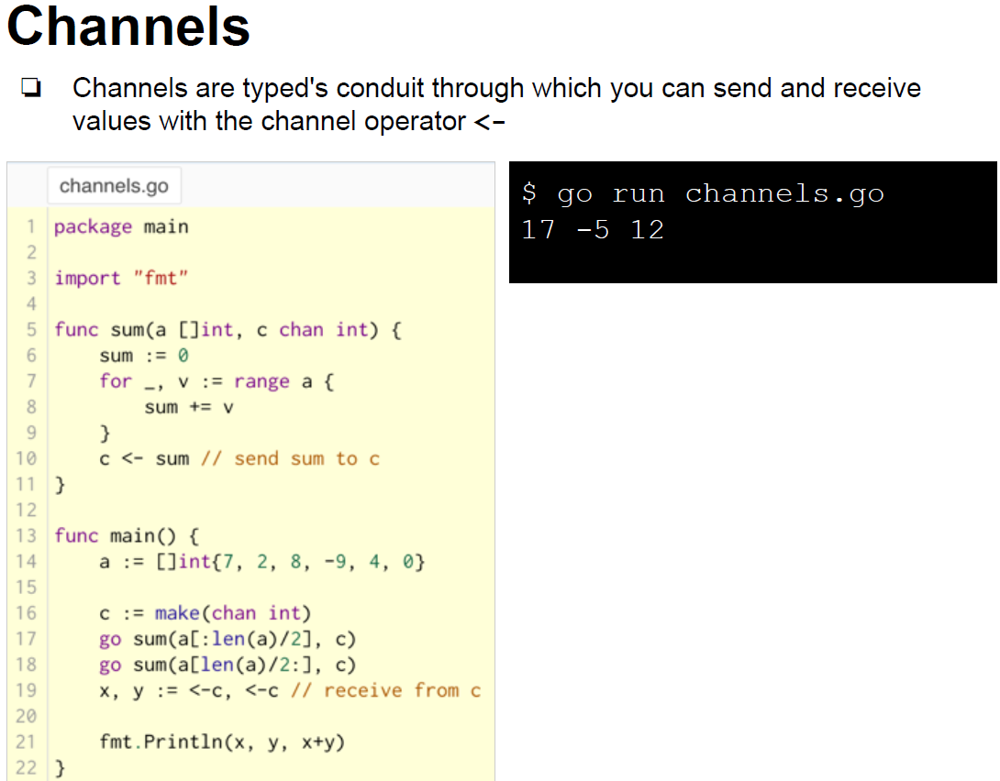 Channels
❏ Channels are typed's conduit through which you can send and receive
values with the channel operator <-
channels.go
1 package main
2
3 import "fmt"
4
5 func sum(a []int, c chan int) {
6     sum := 0
7     for _, v := range a {
8         sum += v
9     }
10     c <- sum // send sum to c
11 }
12
13 func main() {
14     a := []int{7, 2, 8, -9, 4, 0}
15
16     c := make(chan int)
17     go sum(a[:len(a)/2], c)
18     go sum(a[len(a)/2:], c)
19     x, y := <-c, <-c // receive from c
20
21     fmt.Println(x, y, x+y)
22 }
$ go run channels.go
17 -5 12